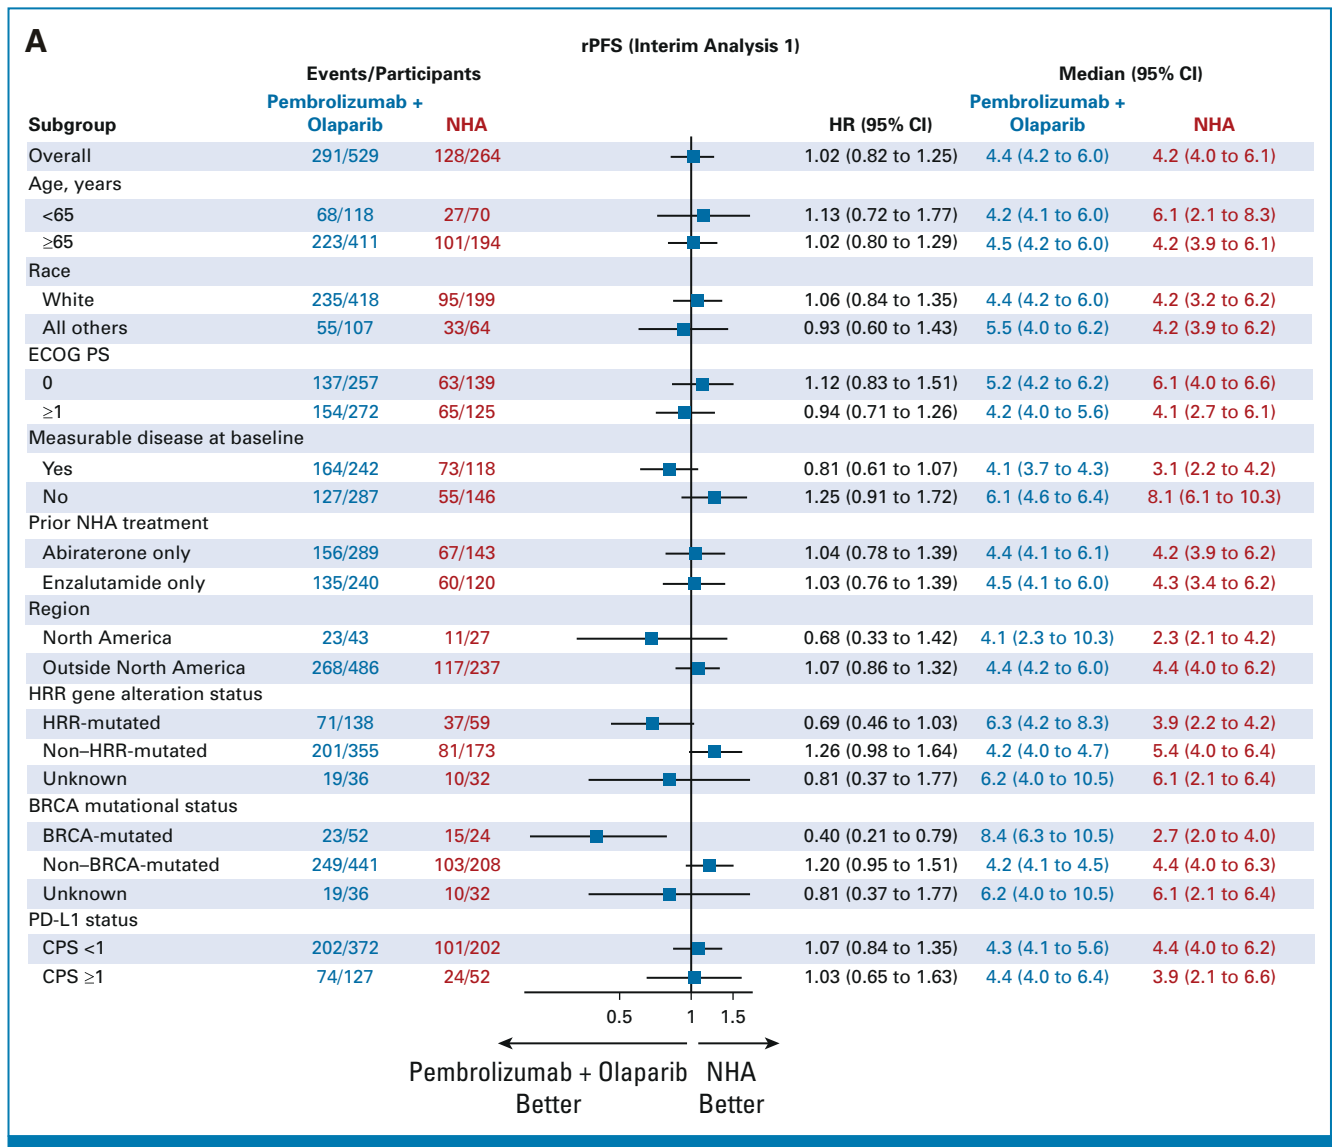 A
rPFS (Interim Analysis 1)
Events/Participants Median (95% CI)
Pembrolizumab + Pembrolizumab +
Subgroup Olaparib NHA HR (95% CI) Olaparib NHA
Overall 291/529 128/264 1.02 (0.82 to 1.25) 4.4 (4.2 to 6.0) 4.2 (4.0 to 6.1)
Age, years
<65 68/118 27/70 1.13 (0.72 to 1.77) 4.2 (4.1 to 6.0) 6.1 (2.1 to 8.3)
≥65 223/411 101/194 1.02 (0.80 to 1.29) 4.5 (4.2 to 6.0) 4.2 (3.9 to 6.1)
Race
White 235/418 95/199 1.06 (0.84 to 1.35) 4.4 (4.2 to 6.0) 4.2 (3.2 to 6.2)
All others 55/107 33/64 0.93 (0.60 to 1.43) 5.5 (4.0 to 6.2) 4.2 (3.9 to 6.2)
ECOG PS
0 137/257 63/139 1.12 (0.83 to 1.51) 5.2 (4.2 to 6.2) 6.1 (4.0 to 6.6)
≥1 154/272 65/125 0.94 (0.71 to 1.26) 4.2 (4.0 to 5.6) 4.1 (2.7 to 6.1)
Measurable disease at baseline
Yes 164/242 73/118 0.81 (0.61 to 1.07) 4.1 (3.7 to 4.3) 3.1 (2.2 to 4.2)
No 127/287 55/146 1.25 (0.91 to 1.72) 6.1 (4.6 to 6.4) 8.1 (6.1 to 10.3)
Prior NHA treatment
Abiraterone only 156/289 67/143 1.04 (0.78 to 1.39) 4.4 (4.1 to 6.1) 4.2 (3.9 to 6.2)
Enzalutamide only 135/240 60/120 1.03 (0.76 to 1.39) 4.5 (4.1 to 6.0) 4.3 (3.4 to 6.2)
Region
North America 23/43 11/27 0.68 (0.33 to 1.42) 4.1 (2.3 to 10.3) 2.3 (2.1 to 4.2)
Outside North America 268/486 117/237 1.07 (0.86 to 1.32) 4.4 (4.2 to 6.0) 4.4 (4.0 to 6.2)
HRR gene alteration status
HRR-mutated 71/138 37/59 0.69 (0.46 to 1.03) 6.3 (4.2 to 8.3) 3.9 (2.2 to 4.2)
Non–HRR-mutated 201/355 81/173 1.26 (0.98 to 1.64) 4.2 (4.0 to 4.7) 5.4 (4.0 to 6.4)
Unknown 19/36 10/32 0.81 (0.37 to 1.77) 6.2 (4.0 to 10.5) 6.1 (2.1 to 6.4)
BRCA mutational status
BRCA-mutated 23/52 15/24 0.40 (0.21 to 0.79) 8.4 (6.3 to 10.5) 2.7 (2.0 to 4.0)
Non–BRCA-mutated 249/441 103/208 1.20 (0.95 to 1.51) 4.2 (4.1 to 4.5) 4.4 (4.0 to 6.3)
Unknown 19/36 10/32 0.81 (0.37 to 1.77) 6.2 (4.0 to 10.5) 6.1 (2.1 to 6.4)
PD-L1 status
CPS <1 202/372 101/202 1.07 (0.84 to 1.35) 4.3 (4.1 to 5.6) 4.4 (4.0 to 6.2)
CPS ≥1 74/127 24/52 1.03 (0.65 to 1.63) 4.4 (4.0 to 6.4) 3.9 (2.1 to 6.6)
0.5 1 1.5
Pembrolizumab + Olaparib NHA
Better Better